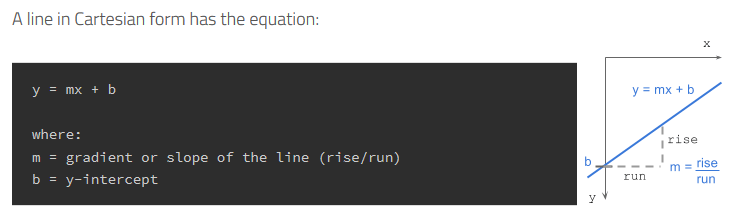 A line in Cartesian form has the equation:
y = mx + b
where:
m = gradient or slope of the line (rise/run)
b = y-intercept
x
y = mx + b
rise
b
run
m = rise
run
y